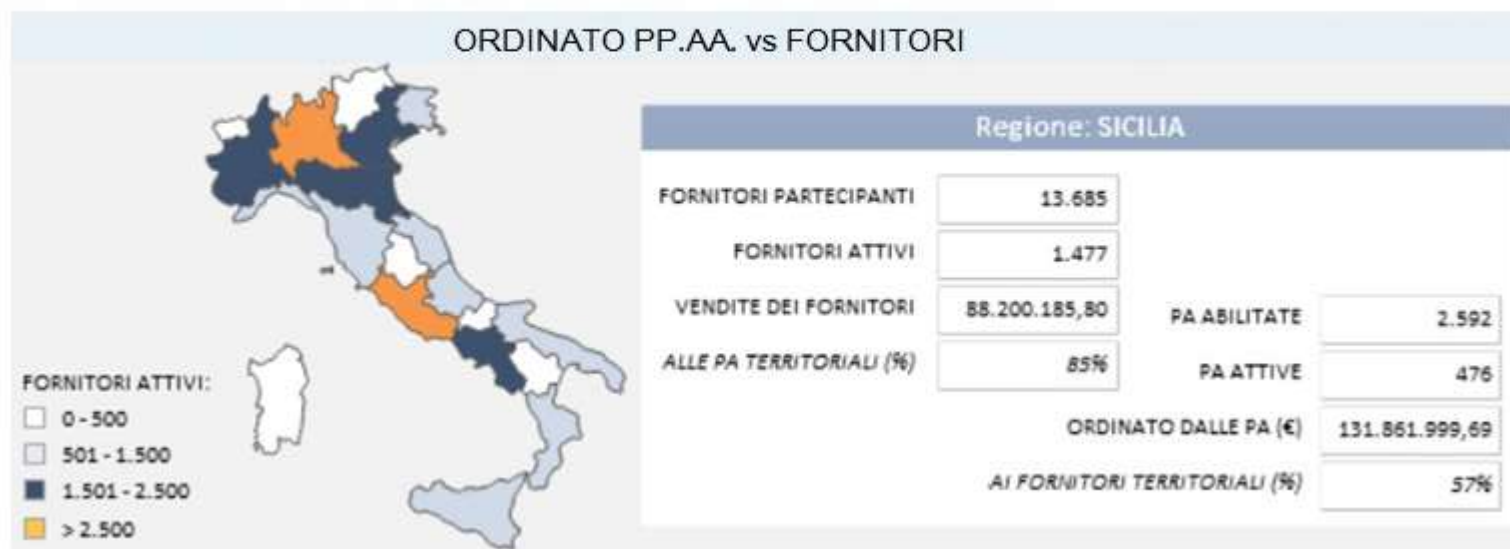 ORDINATO PP.AA. vs FORNITORI
Regione: SICILIA
FORNITORI PARTECIPANTI 13.685
FORNITORI ATTIVI 1.477
VENDITE DEI FORNITORI 88.200.185,80 PA ABILITATE 2.592
ALLE PA TERRITORIALI (%) 85% PA ATTIVE 476
ORDINATO DALLE PA (€) 131.861.999,69
AI FORNITORI TERRITORIALI (%) 57%
FORNITORI ATTIVI:
0 - 500
501 - 1.500
1.501 - 2.500
> 2.500